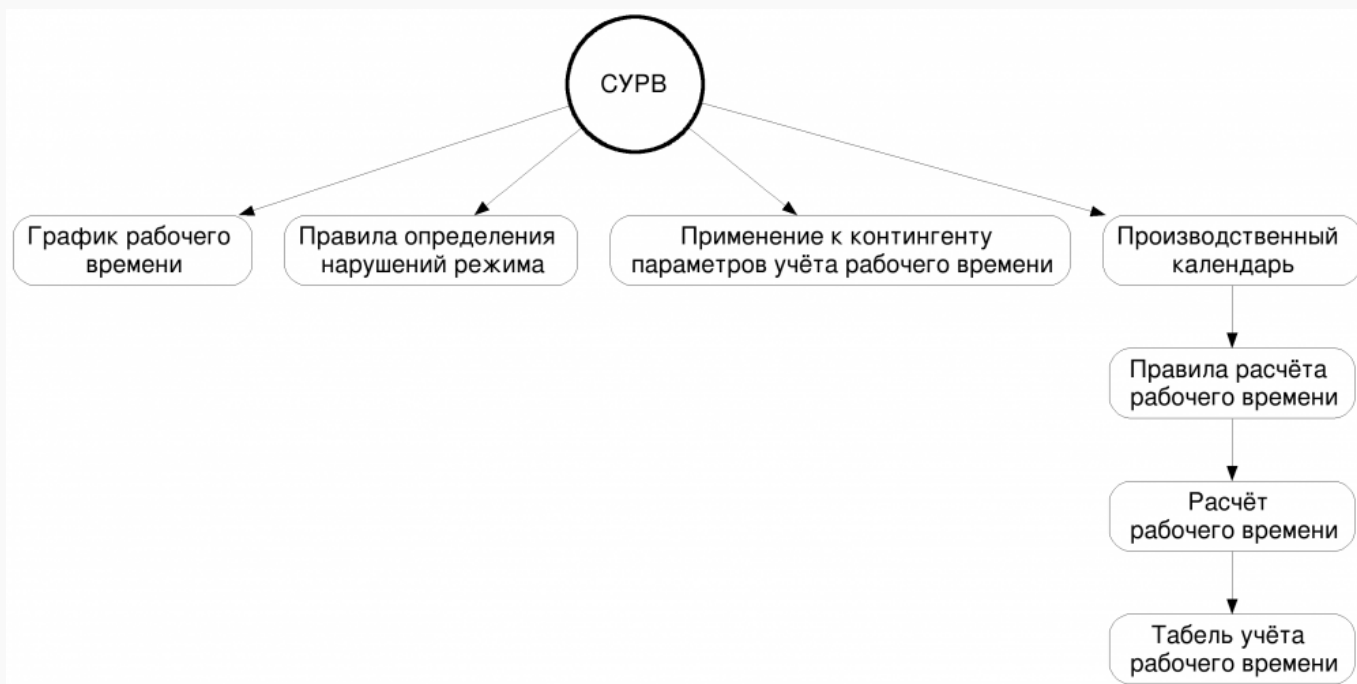 СУРВ
График рабочего
времени
Правила определения
нарушений режима
Применение к контингенту
параметров учёта рабочего времени
Производственный
календарь
Правила расчёта
рабочего времени
Расчёт
рабочего времени
Табель учёта
рабочего времени